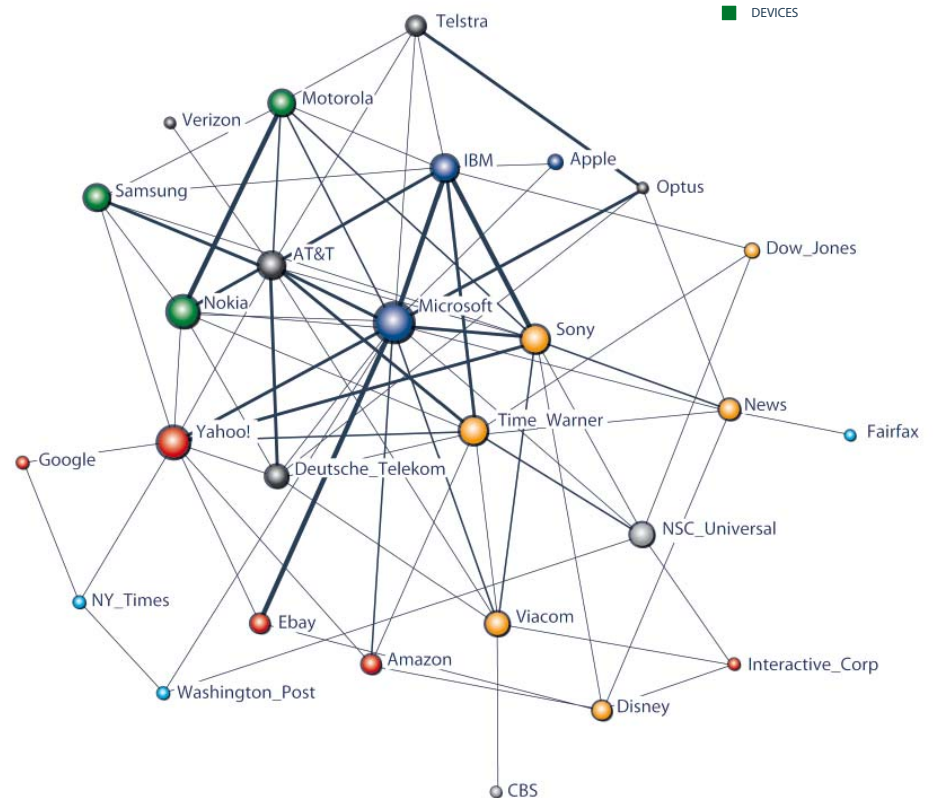 DEVICES
Telstra
Motorola
Verizon
IBM
Apple
Samsung
Optus
AT&T
Dow_Jones
Nokia
Microsoft
Sony
News
Time_Warner
Yahoo!
Fairfax
Google
Deutsche_Telekom
NSC_Universal
NY_Times
Ebay
Viacom
Amazon
Interactive_Corp
Washington_Post
Disney
CBS